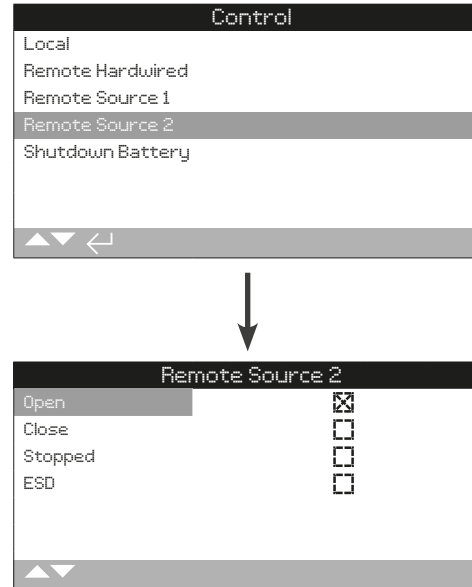 Control
Local
Remote Hardwired
Remote Source 1
Remote Source 2
Shutdown Battery
Remote Source 2
Open
Close
Stopped
ESD